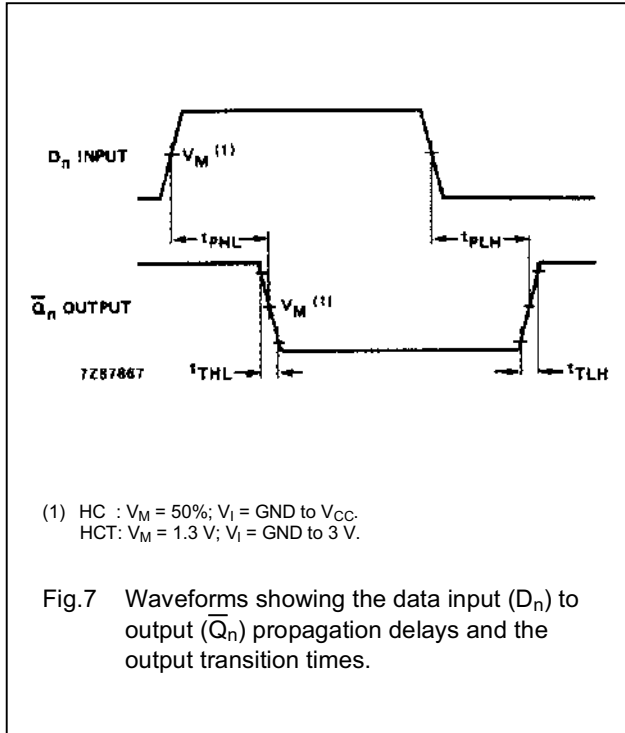 Dn INPUT
VM (1)
tPHL
tPLH
Q̅n OUTPUT
VM (1)
7Z87867
tTHL
tTLH
(1) HC : VM = 50%; VI = GND to VCC.
HCT: VM = 1.3 V; VI = GND to 3 V.
Fig.7 Waveforms showing the data input (Dn) to
output (Q̅n) propagation delays and the
output transition times.